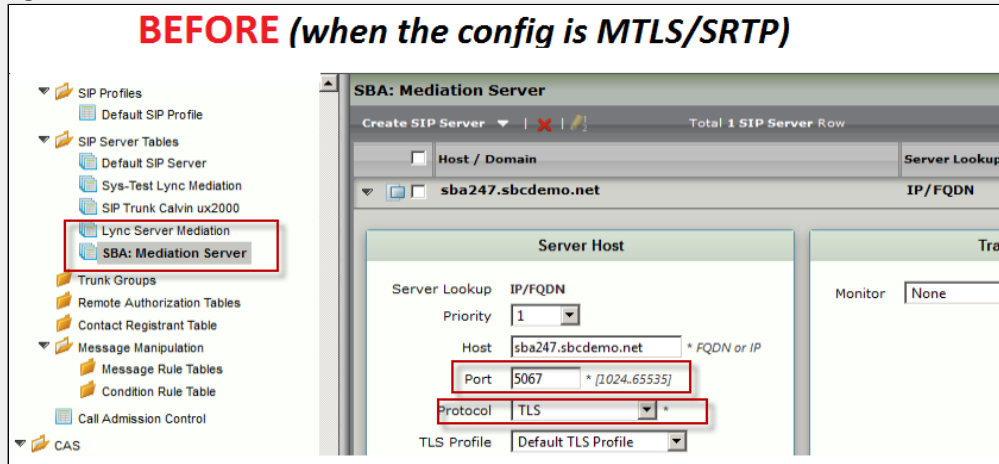 BEFORE (when the config is MTLS/SRTP)
SIP Profiles
Default SIP Profile
SIP Server Tables
Default SIP Server
Sys-Test Lync Mediation
SIP Trunk Calvin ux2000
Lync Server Mediation
SBA: Mediation Server
Trunk Groups
Remote Authorization Tables
Contact Registrant Table
Message Manipulation
Message Rule Tables
Condition Rule Table
Call Admission Control
CAS
SBA: Mediation Server
Create SIP Server | | Total 1 SIP Server Row
Host / Domain Server Lookup
sba247.sbcdemo.net IP/FQDN
Server Host
Server Lookup IP/FQDN
Priority 1
Host sba247.sbcdemo.net * FQDN or IP
Port 5067 * [1024..65535]
Protocol TLS *
TLS Profile Default TLS Profile
Tra
Monitor None